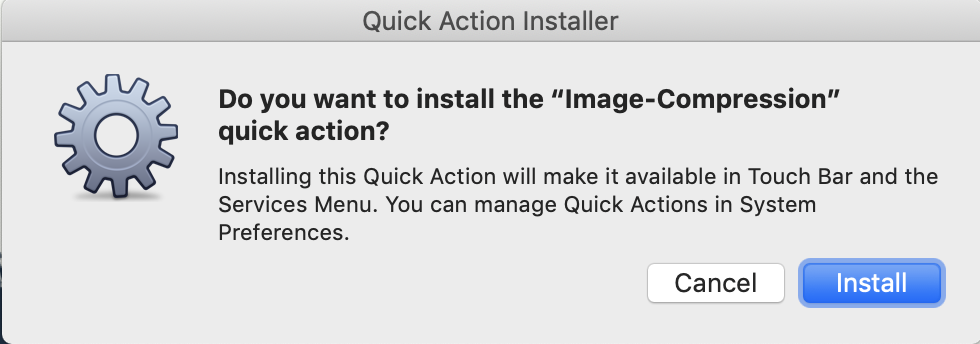 Quick Action Installer
Do you want to install the “Image-Compression”
quick action?
Installing this Quick Action will make it available in Touch Bar and the
Services Menu. You can manage Quick Actions in System
Preferences.
Cancel
Install